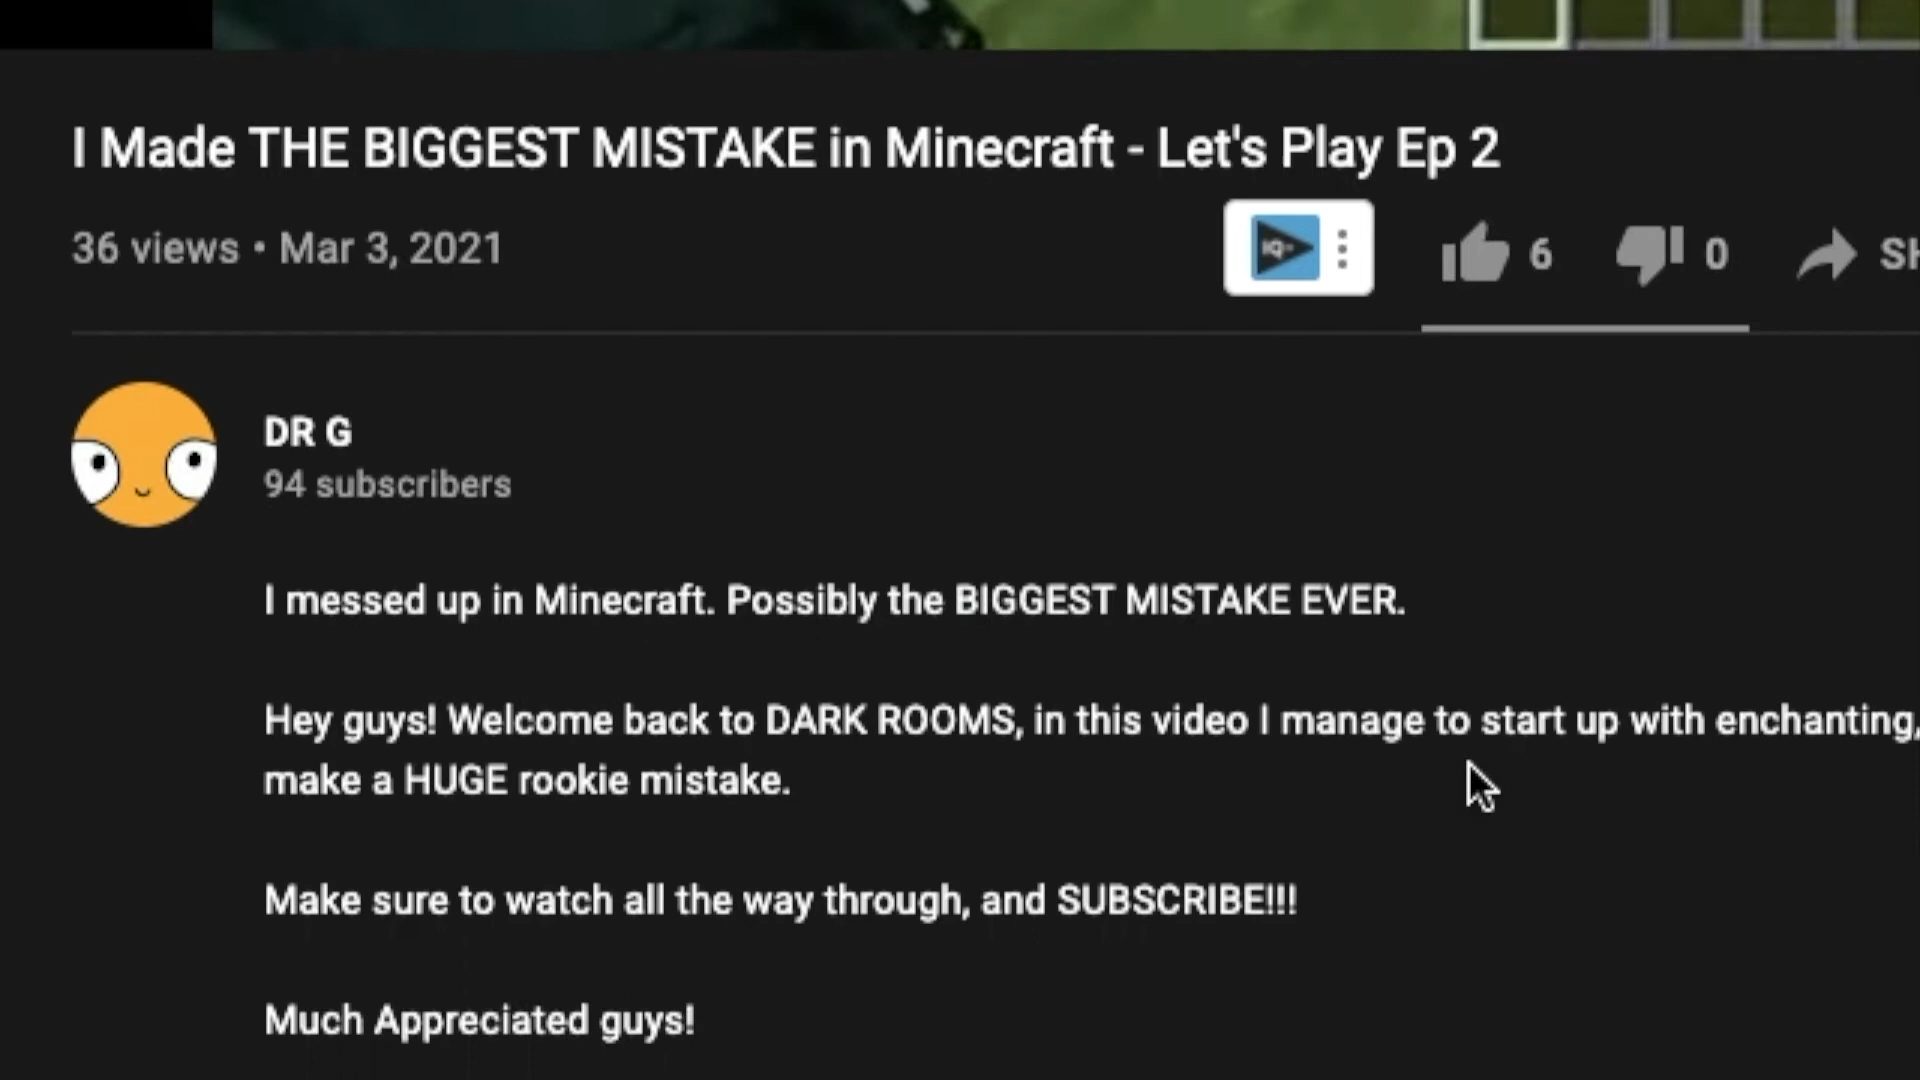 I Made THE BIGGEST MISTAKE in Minecraft - Let's Play Ep 2
36 views • Mar 3, 2021
IQ
6
0
DR G
94 subscribers
I messed up in Minecraft. Possibly the BIGGEST MISTAKE EVER.
Hey guys! Welcome back to DARK ROOMS, in this video I manage to start up with enchanting,
make a HUGE rookie mistake.
Make sure to watch all the way through, and SUBSCRIBE!!!
Much Appreciated guys!